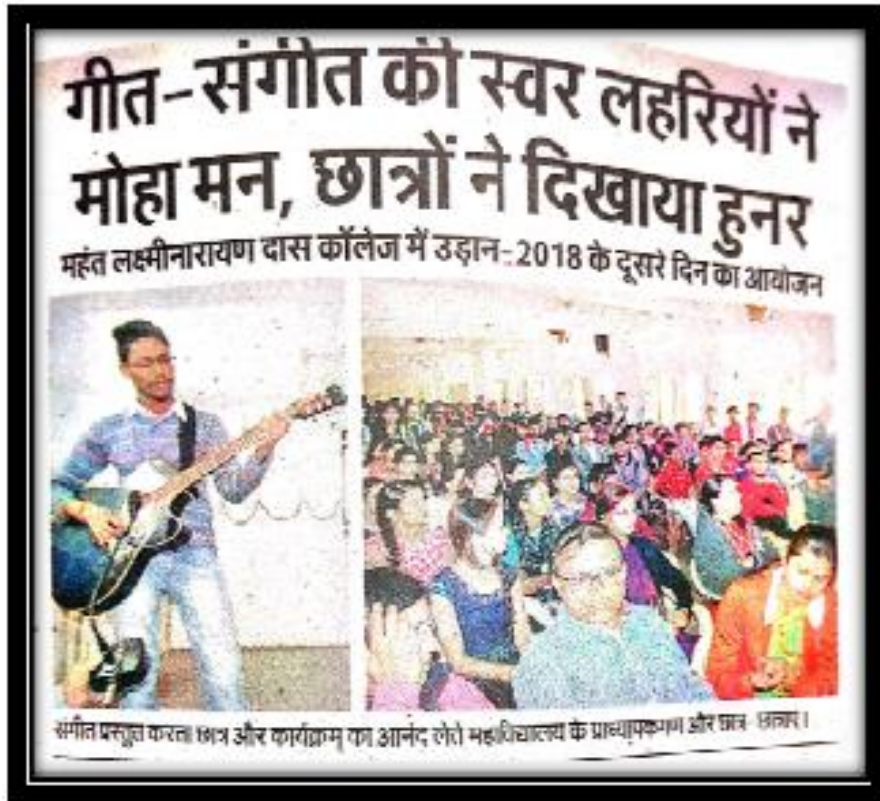 गीत-संगीत की स्वर लहरियों ने
मोहा मन, छात्रों ने दिखाया हुनर
महंत लक्ष्मीनारायण दास कॉलेज में उड़ान-2018 के दूसरे दिन का आयोजन
संगीत प्रस्तुत करता छात्र और कार्यक्रम का आनंद लेते महाविद्यालय के प्राध्यापकगण और छात्र-छात्राएं।